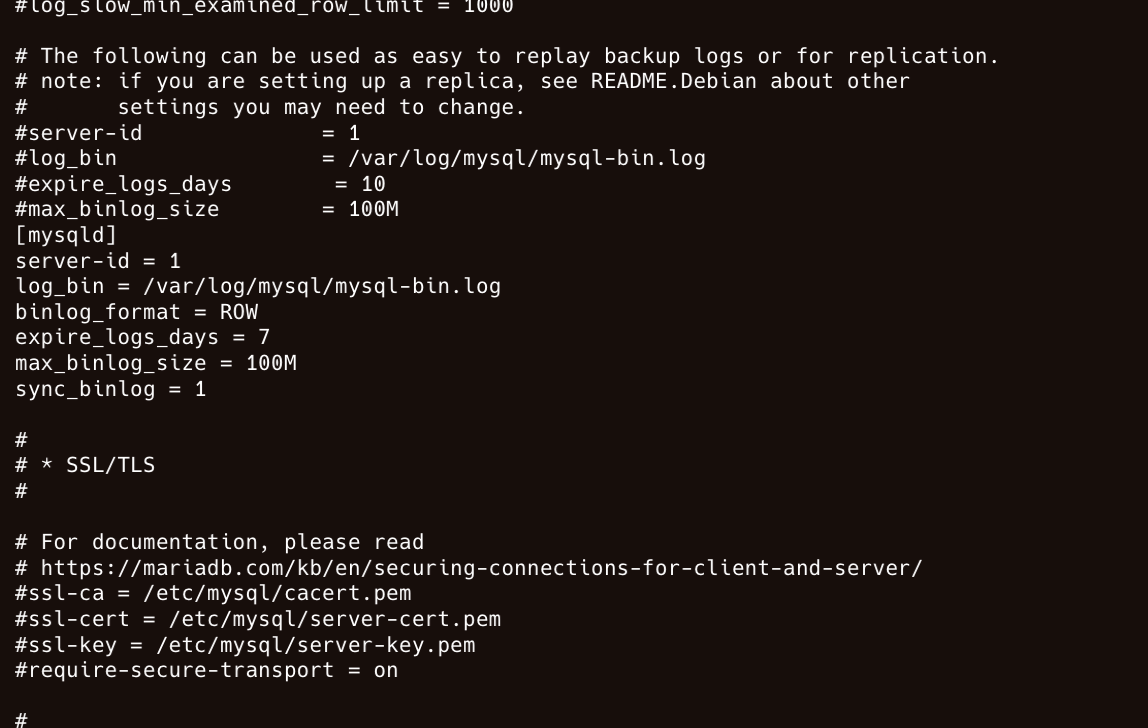 #log_slow_min_examined_row_limit = 1000
# The following can be used as easy to replay backup logs or for replication.
# note: if you are setting up a replica, see README.Debian about other
#       settings you may need to change.
#server-id              = 1
#log_bin                = /var/log/mysql/mysql-bin.log
#expire_logs_days        = 10
#max_binlog_size        = 100M
[mysqld]
server-id = 1
log_bin = /var/log/mysql/mysql-bin.log
binlog_format = ROW
expire_logs_days = 7
max_binlog_size = 100M
sync_binlog = 1
#
# * SSL/TLS
#
# For documentation, please read
# https://mariadb.com/kb/en/securing-connections-for-client-and-server/
#ssl-ca = /etc/mysql/cacert.pem
#ssl-cert = /etc/mysql/server-cert.pem
#ssl-key = /etc/mysql/server-key.pem
#require-secure-transport = on
#